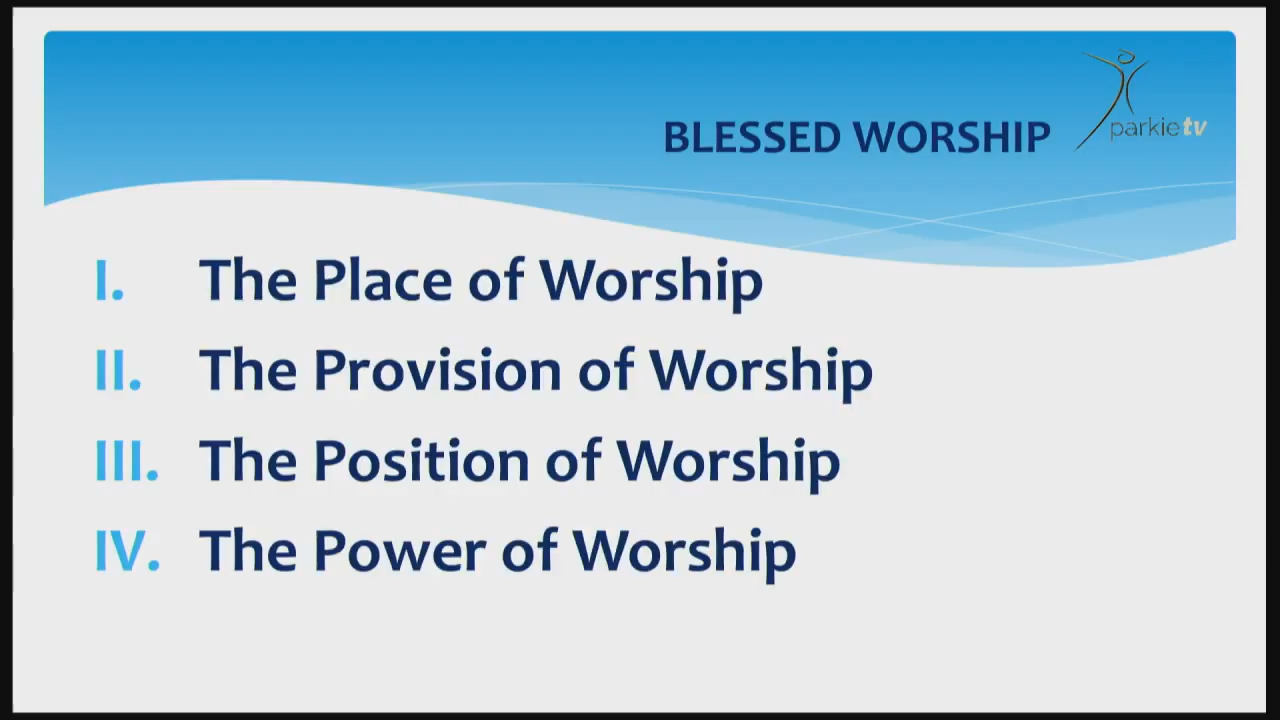 BLESSED WORSHIP
parkietv
I. The Place of Worship
II. The Provision of Worship
III. The Position of Worship
IV. The Power of Worship